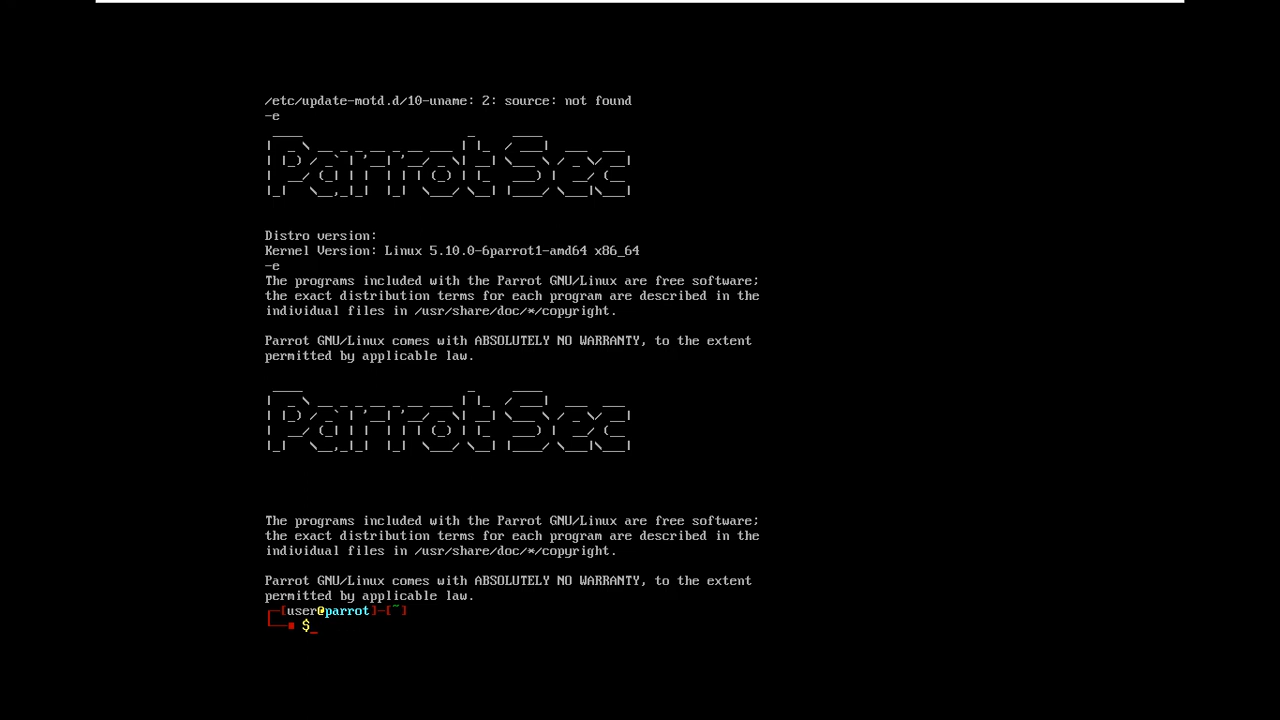 /etc/update-motd.d/10-uname: 2: source: not found
-e
Parrot Sec
Distro version:
Kernel Version: Linux 5.10.0-6parrot1-amd64 x86_64
-e
The programs included with the Parrot GNU/Linux are free software;
the exact distribution terms for each program are described in the
individual files in /usr/share/doc/*/copyright.
Parrot GNU/Linux comes with ABSOLUTELY NO WARRANTY, to the extent
permitted by applicable law.
Parrot Sec
The programs included with the Parrot GNU/Linux are free software;
the exact distribution terms for each program are described in the
individual files in /usr/share/doc/*/copyright.
Parrot GNU/Linux comes with ABSOLUTELY NO WARRANTY, to the extent
permitted by applicable law.
┌─[user@parrot]─[~]
└──■ $_